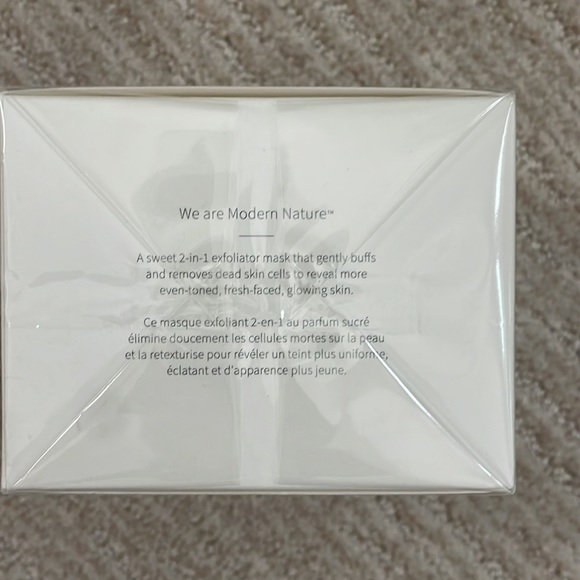 We are Modern Nature™
A sweet 2-in-1 exfoliator mask that gently buffs
and removes dead skin cells to reveal more
even-toned, fresh-faced, glowing skin.
Ce masque exfoliant 2-en-1 au parfum sucré
élimine doucement les cellules mortes sur la peau
et la retexturise pour révéler un teint plus uniforme,
éclatant et d'apparence plus jeune.